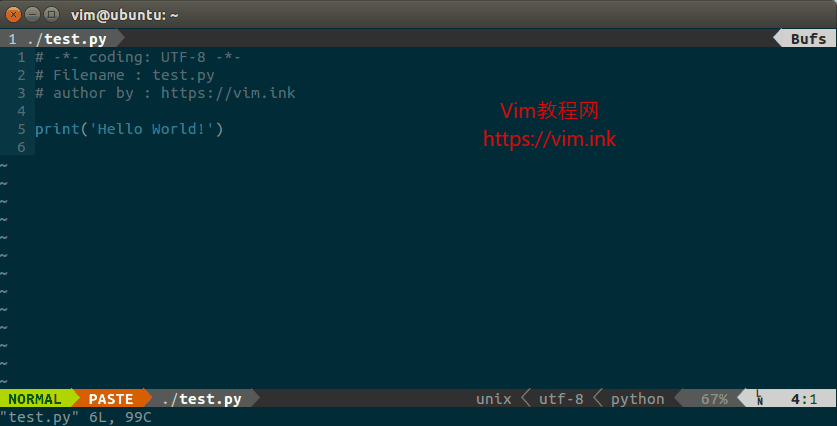 vim@ubuntu: ~
1 ./test.py Bufs
1 # -*- coding: UTF-8 -*-
2 # Filename : test.py
3 # author by : https://vim.ink
4
5 print('Hello World!')
6
~
~
~
~
~
~
~
~
~
~
~
~
~
Vim教程网
https://vim.ink
NORMAL PASTE ./test.py unix utf-8 python 67% LN 4:1
"test.py" 6L, 99C